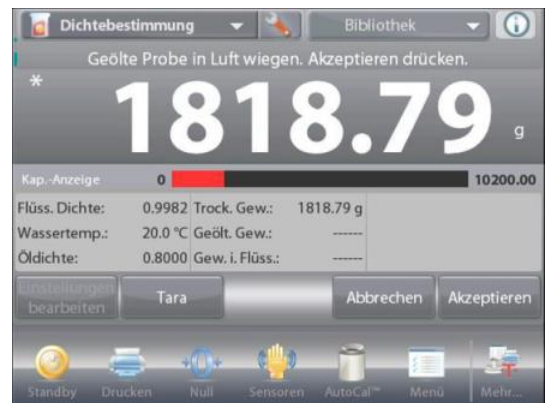 Dichtebestimmung Bibliothek
Geölte Probe in Luft wiegen. Akzeptieren drücken.
* 1818.79 g
Kap.-Anzeige 0 10200.00
Flüss. Dichte: 0.9982 Trock. Gew.: 1818.79 g
Wassertemp.: 20.0 °C Geölt. Gew.: ------
Öldichte: 0.8000 Gew. i. Flüss.: ------
Einstellungen
bearbeiten Tara Abbrechen Akzeptieren
Standby Drucken Null Sensoren AutoCal™ Menü Mehr...